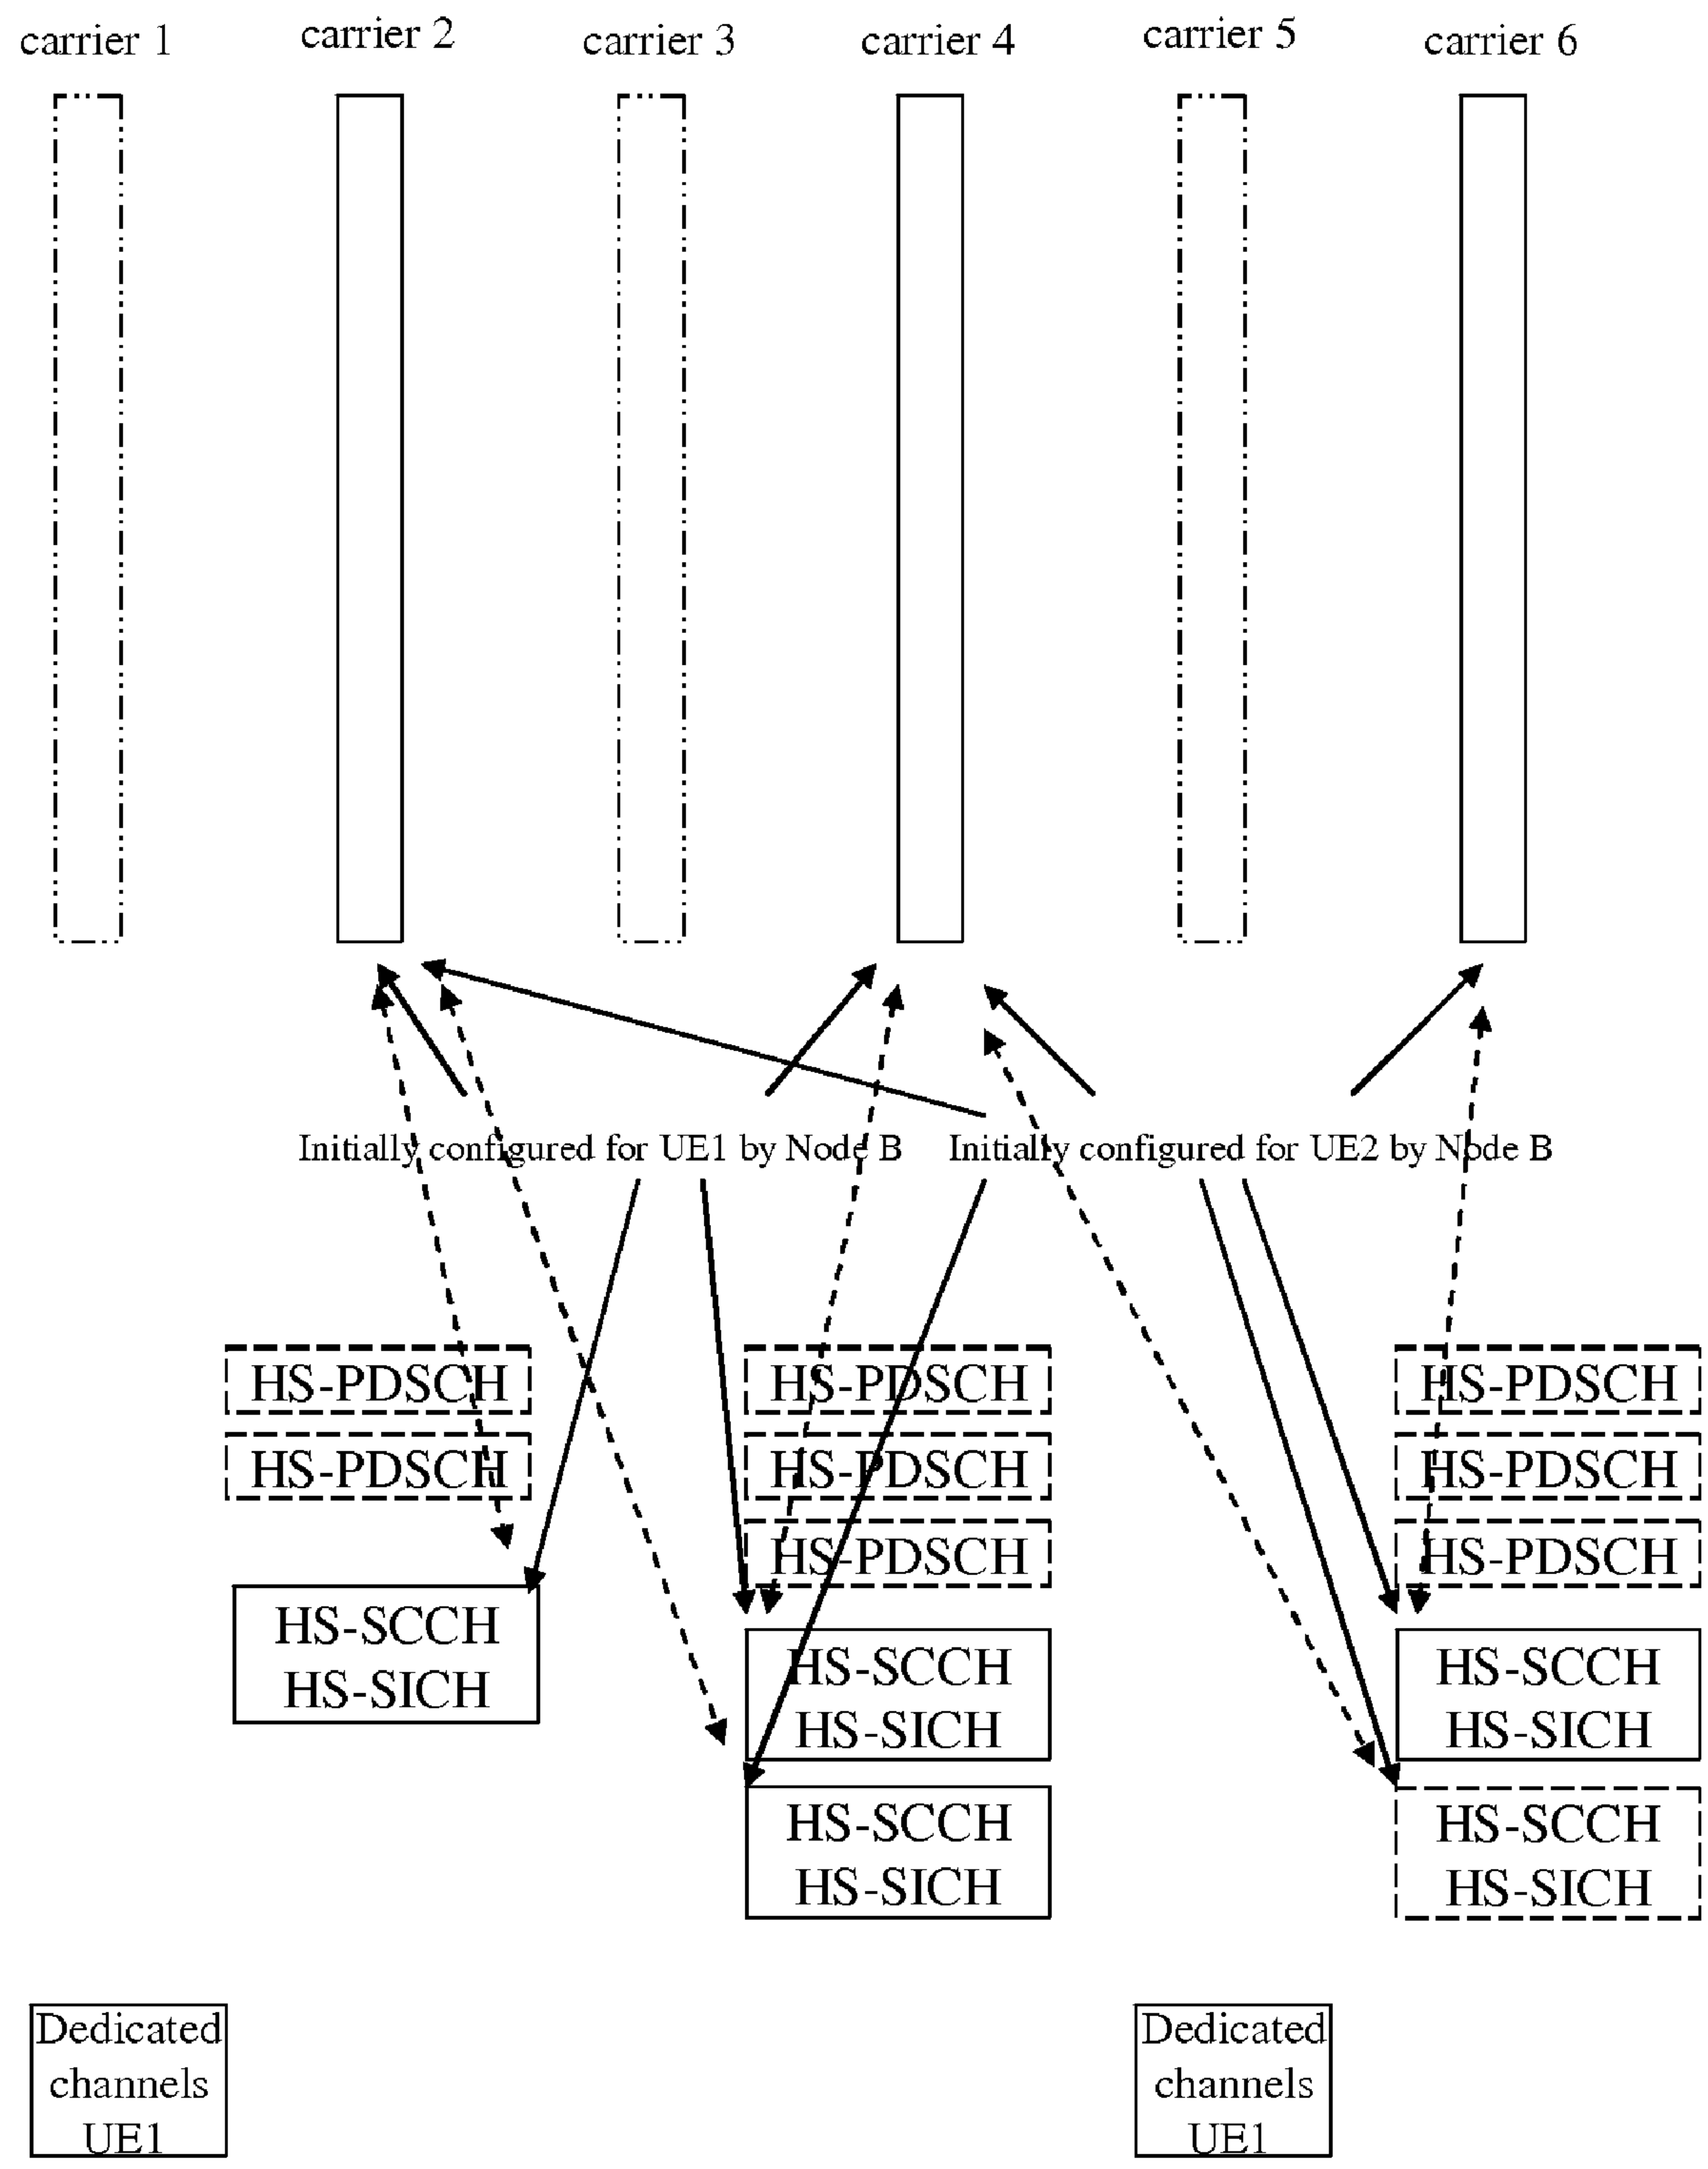 carrier 1 carrier 2 carrier 3 carrier 4 carrier 5 carrier 6
Initially configured for UE1 by Node B Initially configured for UE2 by Node B
HS-PDSCH HS-PDSCH HS-PDSCH
HS-PDSCH HS-PDSCH HS-PDSCH
HS-PDSCH HS-PDSCH
HS-SCCH
HS-SICH
HS-SCCH HS-SCCH
HS-SICH HS-SICH
HS-SCCH HS-SCCH
HS-SICH HS-SICH
Dedicated
channels
UE1
Dedicated
channels
UE1